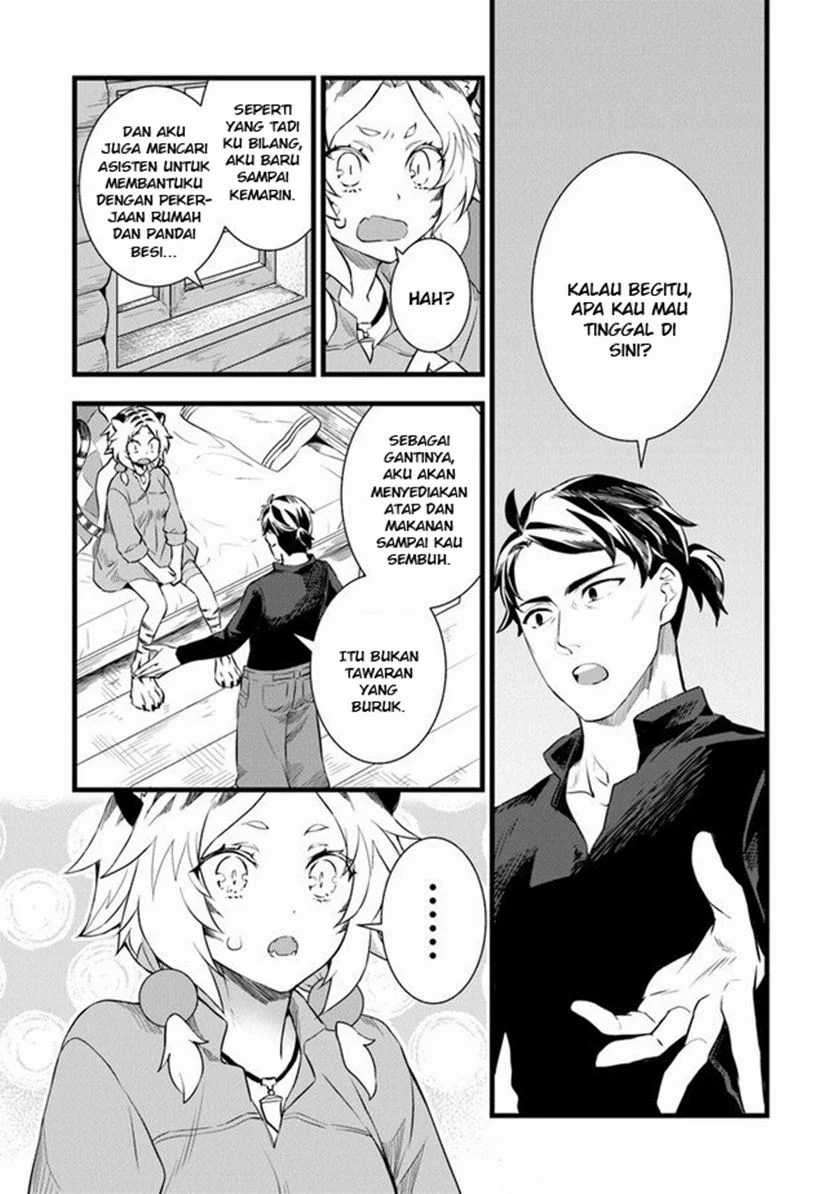 KALAU BEGITU,
APA KAU MAU
TINGGAL DI
SINI?
HAH?
SEPERTI
YANG TADI
KU BILANG,
AKU BARU
SAMPAI
KEMARIN.
DAN AKU
JUGA MENCARI
ASISTEN UNTUK
MEMBANTUKU
DENGAN PEKER-
JAAN RUMAH
DAN PANDAI
BESI...
SEBAGAI
GANTINYA,
AKU AKAN
MENYEDIAKAN
ATAP DAN
MAKANAN
SAMPAI KAU
SEMBUH.
ITU BUKAN
TAWARAN
YANG
BURUK.
......